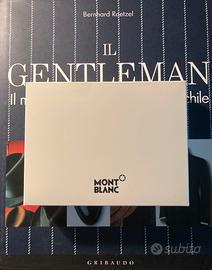 Bernhard Roetzel
IL
GENTLEMAN
Il m chile
MONT
BLANC
GRIBAUDO
subito